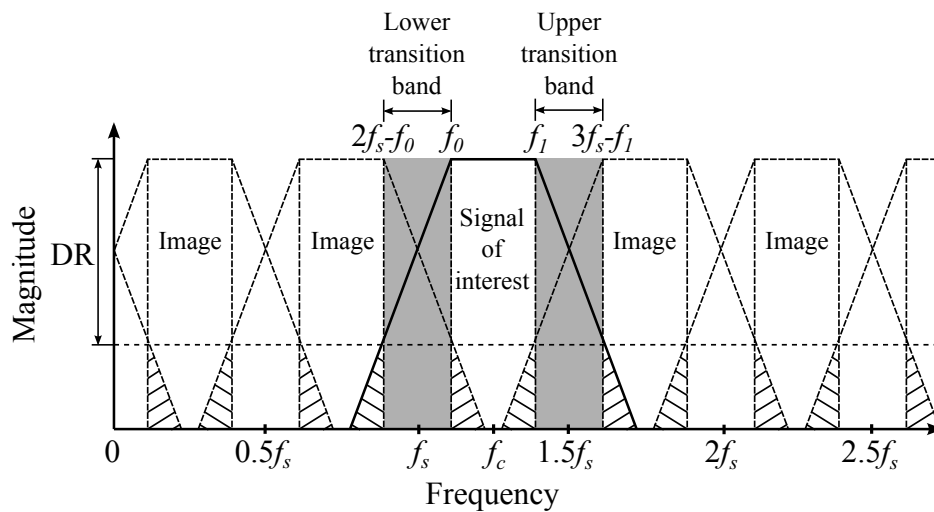 Lower
transition
band
Upper
transition
band
2fs-f0 f0 f1 3fs-f1
DR
Magnitude
Image
Image
Signal
of
interest
Image
Image
0 0.5fs fs fc 1.5fs 2fs 2.5fs
Frequency